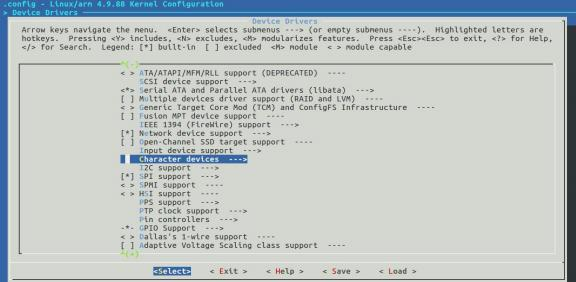 .config - Linux/arm 4.9.88 Kernel Configuration
> Device Drivers
Device Drivers
Arrow keys navigate the menu. <Enter> selects submenus ---> (or empty submenus ----). Highlighted letters are
hotkeys. Pressing <Y> includes, <N> excludes, <M> modularizes features. Press <Esc><Esc> to exit, <?> for Help,
</> for Search. Legend: [*] built-in [ ] excluded <M> module < > module capable
^(-)
< > ATA/ATAPI/MFM/RLL support (DEPRECATED) ----
SCSI device support --->
<*> Serial ATA and Parallel ATA drivers (libata) --->
[ ] Multiple devices driver support (RAID and LVM) ----
< > Generic Target Core Mod (TCM) and ConfigFS Infrastructure ----
[ ] Fusion MPT device support ----
IEEE 1394 (FireWire) support --->
[*] Network device support --->
[ ] Open-Channel SSD target support ----
Input device support --->
Character devices --->
I2C support --->
[*] SPI support --->
< > SPMI support ----
< > HSI support ----
PPS support --->
PTP clock support --->
Pin controllers --->
-*- GPIO Support --->
< > Dallas's 1-wire support ----
[ ] Adaptive Voltage Scaling class support ----
^(+)
<Select> < Exit > < Help > < Save > < Load >